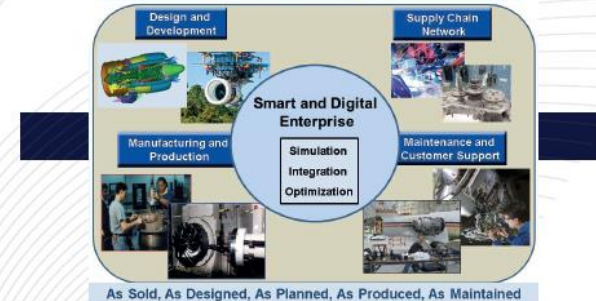 Design and
Development
Supply Chain
Network
Smart and Digital
Enterprise
Simulation
Integration
Optimization
Manufacturing and
Production
Maintenance and
Customer Support
As Sold, As Designed, As Planned, As Produced, As Maintained